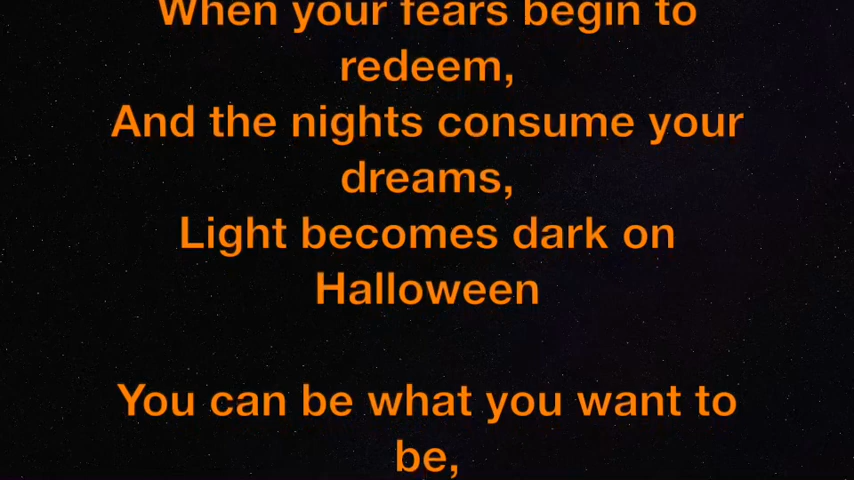 When your fears begin to
redeem,
And the nights consume your
dreams,
Light becomes dark on
Halloween
You can be what you want to
be,